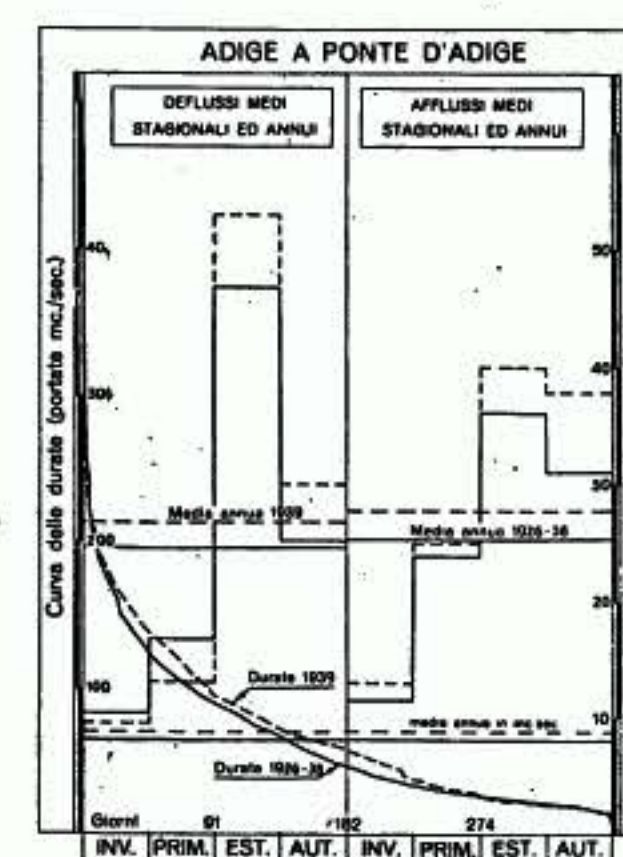 ADIGE A PONTE D'ADIGE
DEFLUSSI MEDI
STAGIONALI ED ANNUI
AFFLUSSI MEDI
STAGIONALI ED ANNUI
Curva delle durate (portate mc./sec.)
40
300
200
100
50
40
30
20
10
Media annua 1939
Media annua 1926-38
Durate 1939
media annua in mc sec
Durate 1926-38
Giorni 91 182 274
INV. PRIM. EST. AUT. INV. PRIM. EST. AUT.